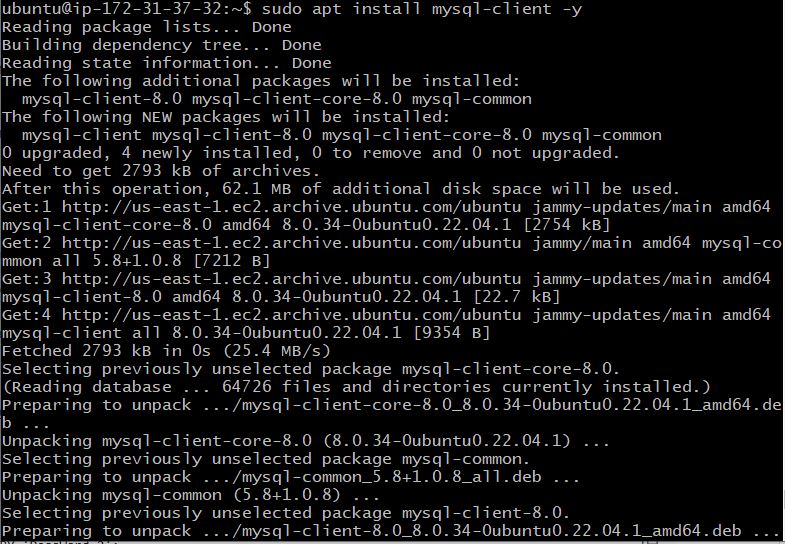 ubuntu@ip-172-31-37-32:~$ sudo apt install mysql-client -y
Reading package lists... Done
Building dependency tree... Done
Reading state information... Done
The following additional packages will be installed:
  mysql-client-8.0 mysql-client-core-8.0 mysql-common
The following NEW packages will be installed:
  mysql-client mysql-client-8.0 mysql-client-core-8.0 mysql-common
0 upgraded, 4 newly installed, 0 to remove and 0 not upgraded.
Need to get 2793 kB of archives.
After this operation, 62.1 MB of additional disk space will be used.
Get:1 http://us-east-1.ec2.archive.ubuntu.com/ubuntu jammy-updates/main amd64
mysql-client-core-8.0 amd64 8.0.34-0ubuntu0.22.04.1 [2754 kB]
Get:2 http://us-east-1.ec2.archive.ubuntu.com/ubuntu jammy/main amd64 mysql-co
mmon all 5.8+1.0.8 [7212 B]
Get:3 http://us-east-1.ec2.archive.ubuntu.com/ubuntu jammy-updates/main amd64
mysql-client-8.0 amd64 8.0.34-0ubuntu0.22.04.1 [22.7 kB]
Get:4 http://us-east-1.ec2.archive.ubuntu.com/ubuntu jammy-updates/main amd64
mysql-client all 8.0.34-0ubuntu0.22.04.1 [9354 B]
Fetched 2793 kB in 0s (25.4 MB/s)
Selecting previously unselected package mysql-client-core-8.0.
(Reading database ... 64726 files and directories currently installed.)
Preparing to unpack .../mysql-client-core-8.0_8.0.34-0ubuntu0.22.04.1_amd64.de
b ...
Unpacking mysql-client-core-8.0 (8.0.34-0ubuntu0.22.04.1) ...
Selecting previously unselected package mysql-common.
Preparing to unpack .../mysql-common_5.8+1.0.8_all.deb ...
Unpacking mysql-common (5.8+1.0.8) ...
Selecting previously unselected package mysql-client-8.0.
Preparing to unpack .../mysql-client-8.0_8.0.34-0ubuntu0.22.04.1_amd64.deb ...